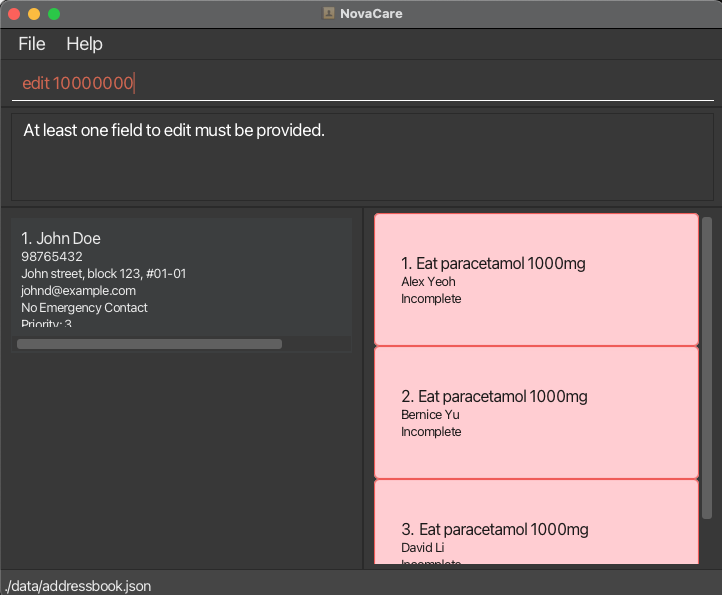 NovaCare
File Help
edit 10000000
At least one field to edit must be provided.
1. John Doe
98765432
John street, block 123, #01-01
johnd@example.com
No Emergency Contact
Priority: 3
1. Eat paracetamol 1000mg
Alex Yeoh
Incomplete
2. Eat paracetamol 1000mg
Bernice Yu
Incomplete
3. Eat paracetamol 1000mg
David Li
Incomplete
./data/addressbook.json